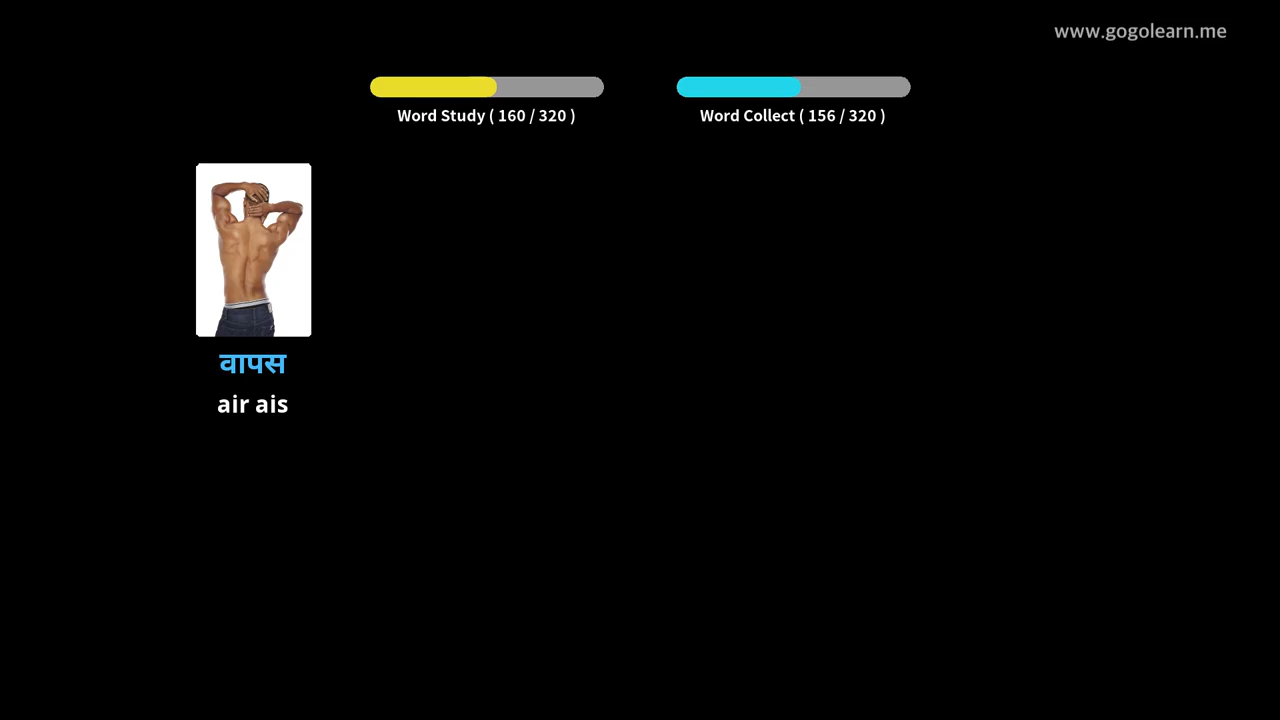 www.gogolearn.me
Word Study ( 160 / 320 )
Word Collect ( 156 / 320 )
वापस
air ais